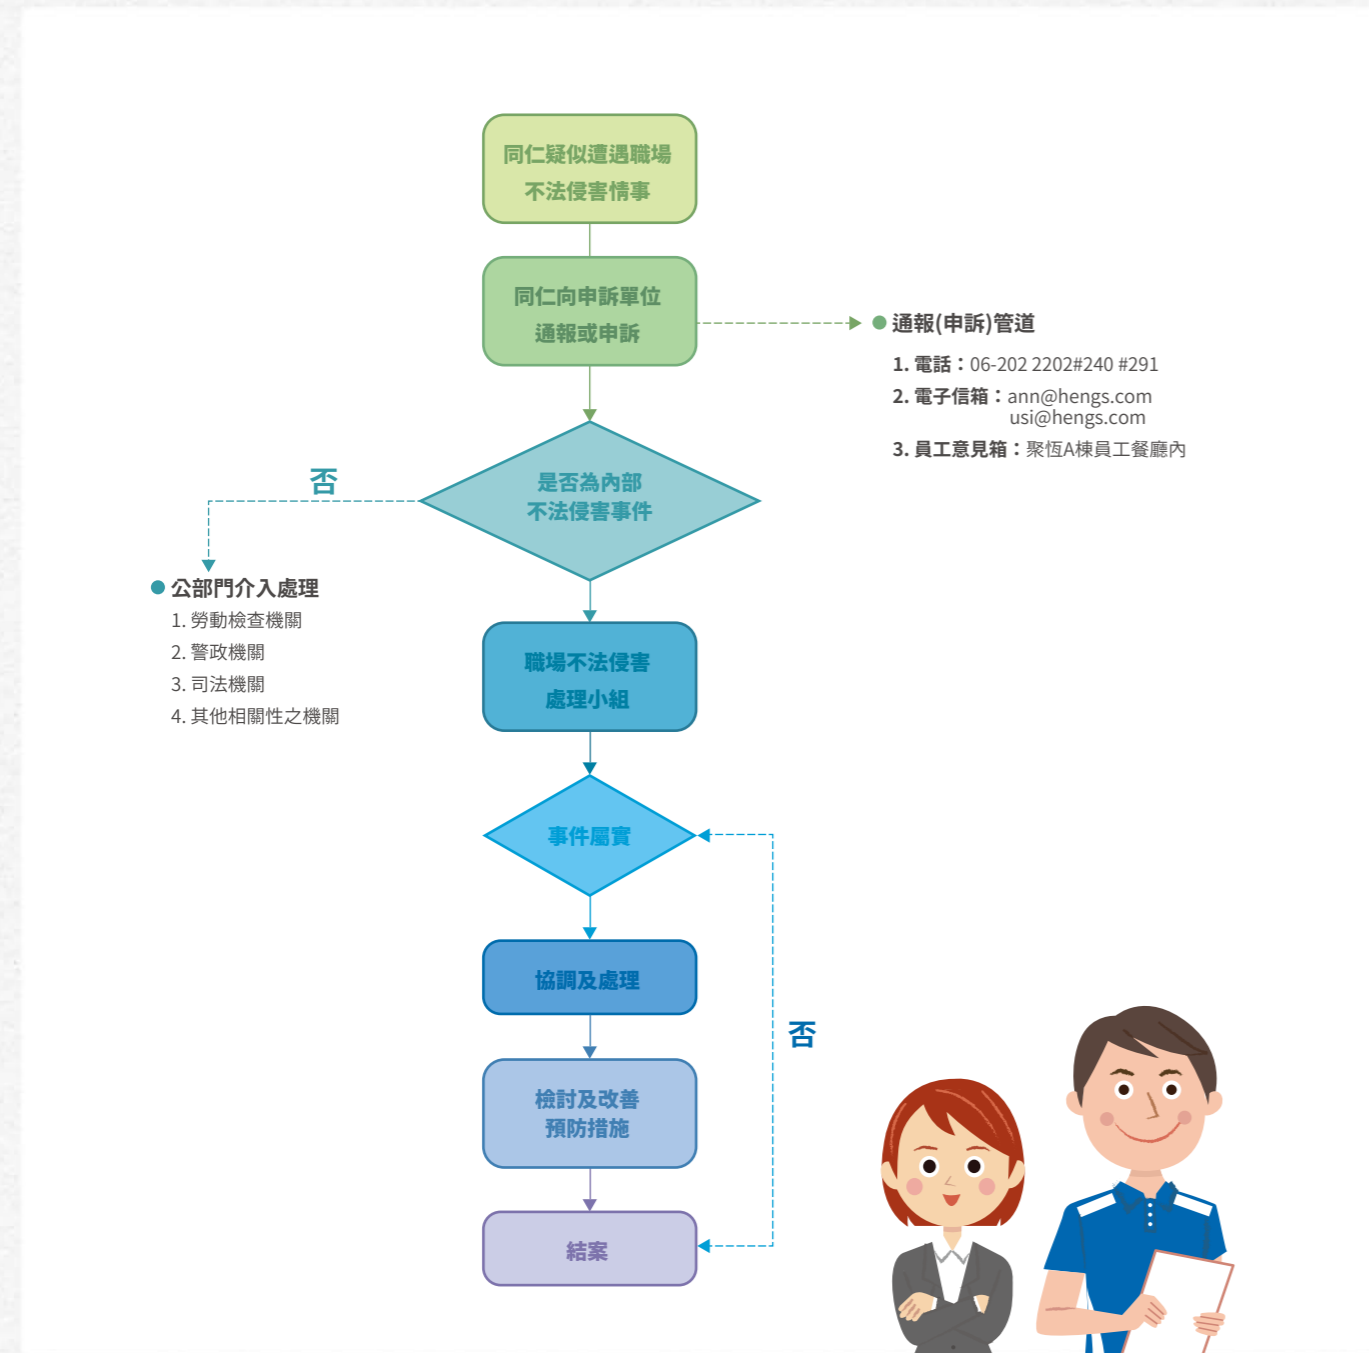 同仁疑似遭遇職場
不法侵害情事
同仁向申訴單位
通報或申訴
通報(申訴)管道
1. 電話：06-202 2202#240 #291
2. 電子信箱：ann@hengs.com
usi@hengs.com
3. 員工意見箱：聚恆A棟員工餐廳內
是否為內部
不法侵害事件
否
公部門介入處理
1. 勞動檢查機關
2. 警政機關
3. 司法機關
4. 其他相關性之機關
職場不法侵害
處理小組
事件屬實
協調及處理
否
檢討及改善
預防措施
結案